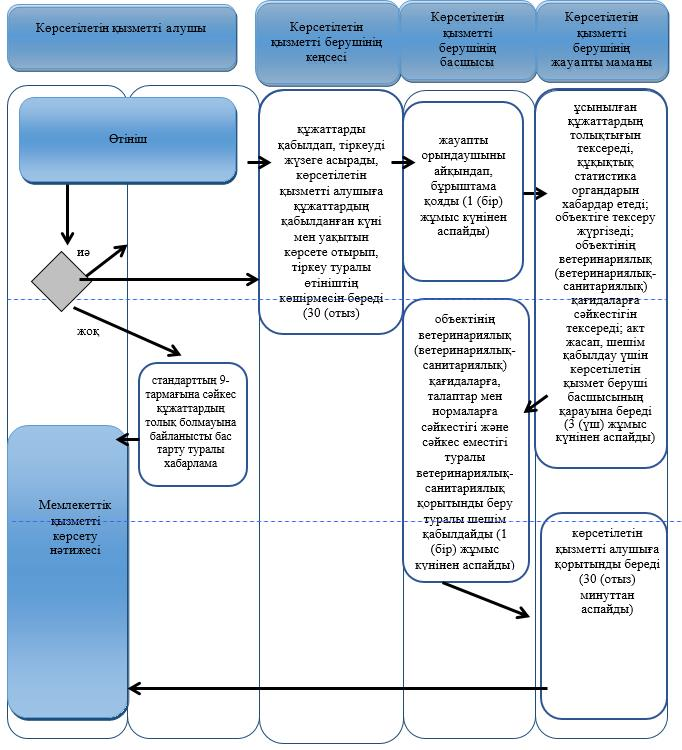 Көрсетілетін қызметті алушы
Көрсетілетін
қызметті берушінің
кеңсесі
Көрсетілетін
қызметті
берушінің
басшысы
Көрсетілетін
қызметті
берушінің
жауапты маманы
Өтініш
иә
жоқ
құжаттарды
қабылдап, тіркеуді
жүзеге асырады,
көрсетілетін
қызметті алушыға
құжаттардың
қабылданған күні
мен уақытын
көрсете отырып,
тіркеу туралы
өтініштің
көшірмесін береді
(30 (отыз)
жауапты
орындаушыны
айқындап,
бұрыштама
қояды (1 (бір)
жұмыс күнінен
аспайды)
ұсынылған
құжаттардың
толықтығын
тексереді,
құқықтық
статистика
органдарын
хабардар етеді;
объектіге тексеру
жүргізеді;
объектінің
ветеринариялық
(ветеринариялық-
санитариялық)
қағидаларға
сәйкестігін
тексереді; акт
жасап, шешім
қабылдау үшін
көрсетілетін
қызмет беруші
басшысының
қарауына береді
(3 (үш) жұмыс
күнінен аспайды)
стандарттың 9-
тармағына сәйкес
құжаттардың
толық болмауына
байланысты бас
тарту туралы
хабарлама
объектінің
ветеринариялық
(ветеринариялық-
санитариялық)
қағидаларға,
талаптар мен
нормаларға
сәйкестігі және
сәйкес еместігі
туралы
ветеринариялық-
санитариялық
қорытынды беру
туралы шешім
қабылдайды (1
(бір) жұмыс
күнінен аспайды)
көрсетілетін
қызметті алушыға
қорытынды береді
(30 (отыз)
минуттан
аспайды)
Мемлекеттік
қызметті
көрсету
нәтижесі